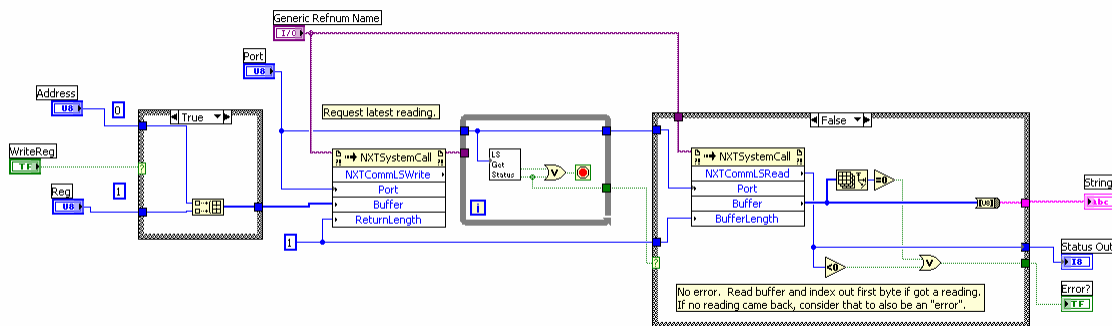 Generic Refnum Name
I/O
Port
U8
Address
U8
0
True
Request latest reading.
False
WriteReg
TF
?
NXTSystemCall
NXTCommLSWrite
Port
Buffer
ReturnLength
LS
Get
Status
V
i
NXTSystemCall
NXTCommLSRead
Port
Buffer
BufferLength
=0
[U8]
String
Abc
Reg
U8
1
1
?
<0
V
Status Out
I8
No error. Read buffer and index out first byte if got a reading.
If no reading came back, consider that to also be an "error".
Error?
TF